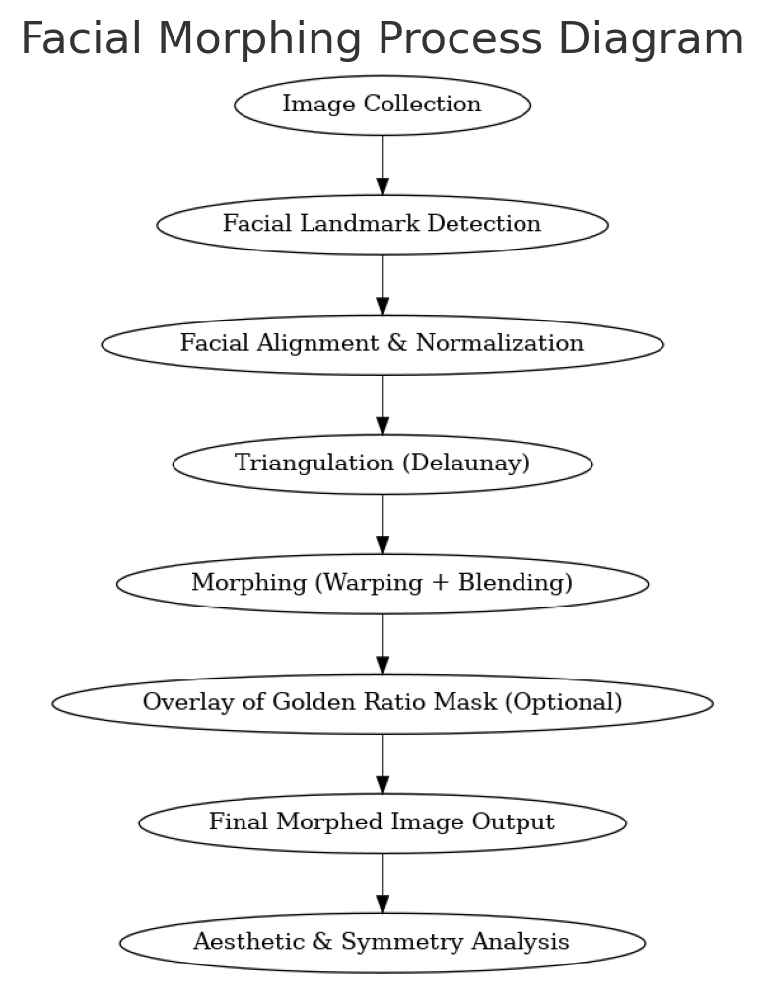 Facial Morphing Process Diagram
Image Collection
Facial Landmark Detection
Facial Alignment & Normalization
Triangulation (Delaunay)
Morphing (Warping + Blending)
Overlay of Golden Ratio Mask (Optional)
Final Morphed Image Output
Aesthetic & Symmetry Analysis